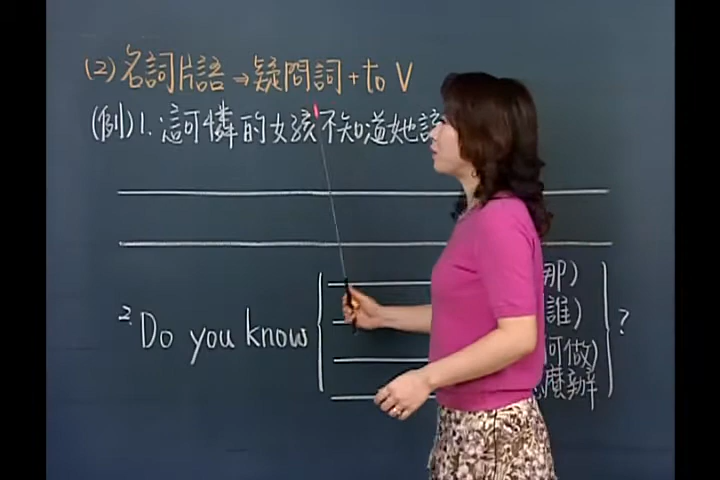 (2) 名詞片語 → 疑問詞 + to V
(例) 1. 這可憐的女孩不知道她該
2. Do you know ?
那)
誰)
何做)
麼辦